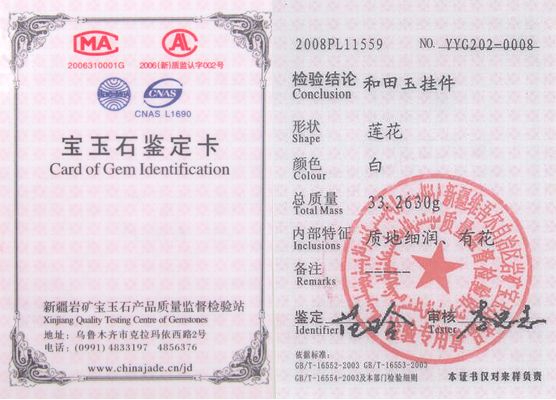 MA
AL
2006310001G
2006(新)质监认字002号
ilac-MRA
CNAS
CNAS L1690
宝玉石鉴定卡
Card of Gem Identification
新疆岩矿宝玉石产品质量监督检验站
Xinjiang Quality Testing Centre of Gemstones
地址: 乌鲁木齐市克拉玛依西路2号
电话: (0991) 4833197 4856376
www.chinajade.cn/jd
2008PL11559
NO. YYG202-0008
检验结论 和田玉挂件
Conclusion
形状 莲花
Shape
颜色 白
Colour
总质量 33.2630g
Total Mass
内部特征 质地细润、有花
Inclusions
备注 -----
Remarks
鉴定
Identifier
审核
Tester
依据标准:
GB/T-16552-2003 GB/T-16553-2003
GB/T-16554-2003及本部门检验细则
本证书仅对来样负责